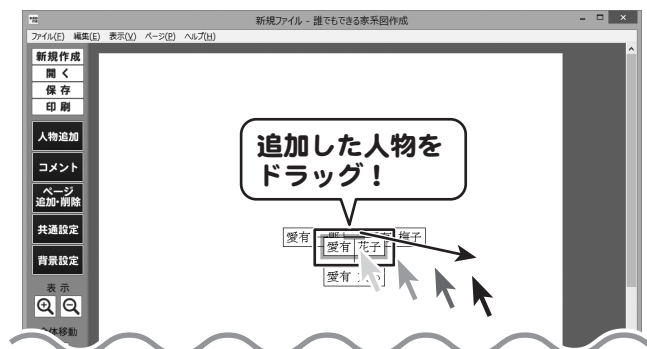 新規ファイル - 誰でもできる家系図作成
ファイル(F) 編集(E) 表示(V) ページ(P) ヘルプ(H)
新規作成
開く
保存
印刷
人物追加
コメント
ページ
追加・削除
共通設定
背景設定
表示
全体移動
追加した人物を
ドラッグ！
愛有
梅子
愛有 花子
愛有